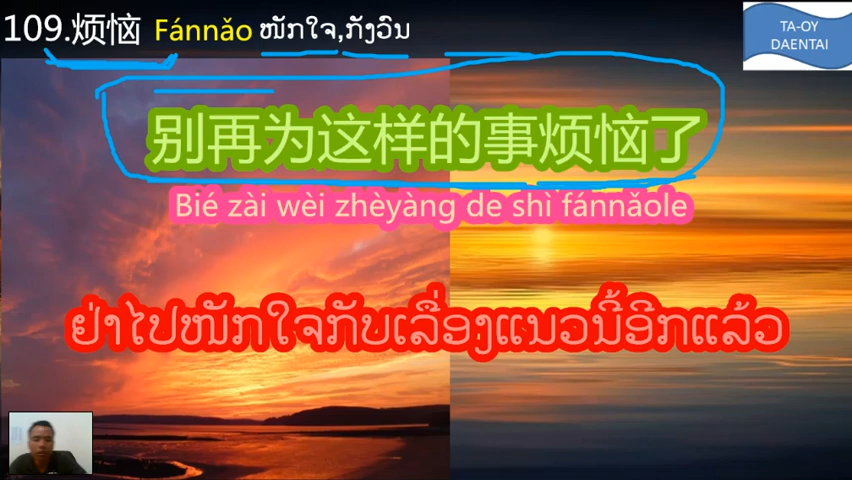 109.烦恼 Fánnǎo ໜັກໃຈ,ກັງວົນ
TA-OY
DAENTAI
别再为这样的事烦恼了
Bié zài wèi zhèyàng de shì fánnǎole
ຢ່າໄປໜັກໃຈກັບເລື່ອງແນວນີ້ອີກແລ້ວ